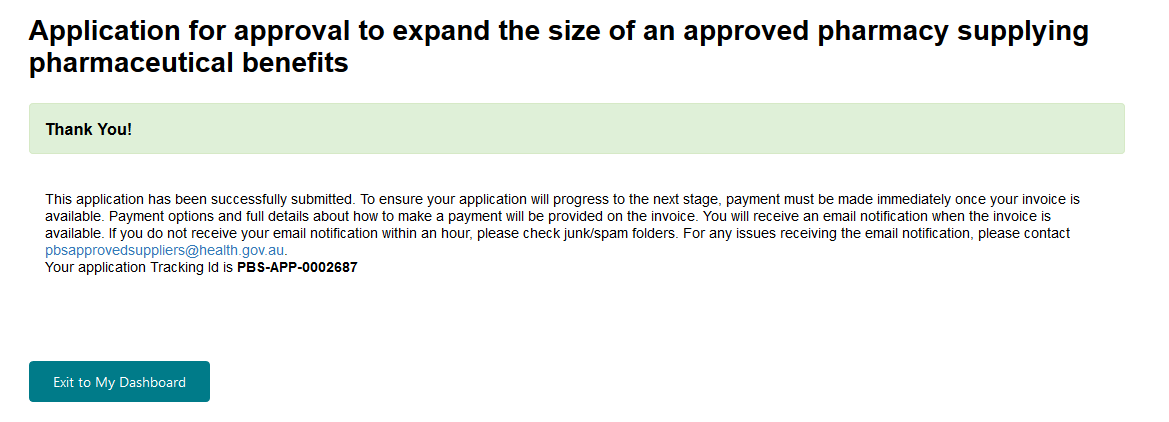 Application for approval to expand the size of an approved pharmacy supplying
pharmaceutical benefits
Thank You!
This application has been successfully submitted. To ensure your application will progress to the next stage, payment must be made immediately once your invoice is
available. Payment options and full details about how to make a payment will be provided on the invoice. You will receive an email notification when the invoice is
available. If you do not receive your email notification within an hour, please check junk/spam folders. For any issues receiving the email notification, please contact
pbsapprovedsuppliers@health.gov.au.
Your application Tracking Id is PBS-APP-0002687
Exit to My Dashboard